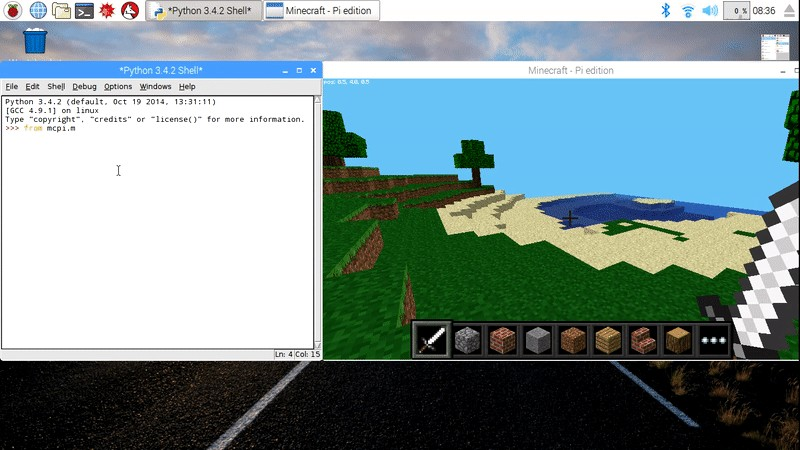 *Python 3.4.2 Shell*
Minecraft - Pi edition
0 %
08:36
*Python 3.4.2 Shell*
File Edit Shell Debug Options Windows Help
Python 3.4.2 (default, Oct 19 2014, 13:31:11)
[GCC 4.9.1] on linux
Type "copyright", "credits" or "license()" for more information.
>>> from mcpi.m
Ln: 4 Col: 15
Minecraft - Pi edition